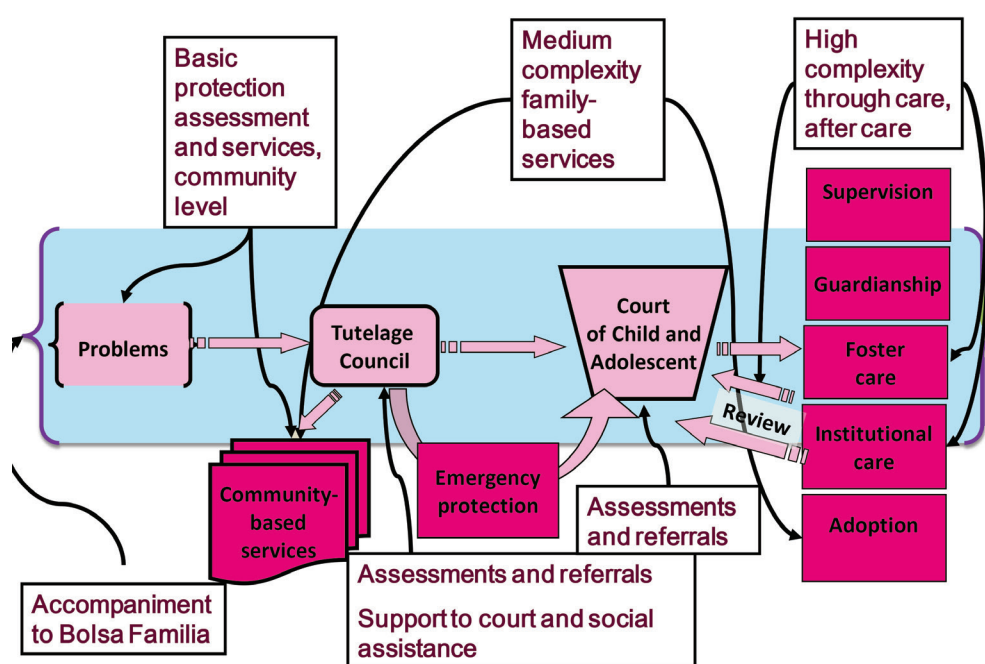 Basic
protection
assessment
and services,
community
level
Medium
complexity
family-
based
services
High
complexity
through care,
after care
Supervision
Guardianship
Foster
care
Institutional
care
Adoption
Problems
Tutelage
Council
Court
of Child and
Adolescent
Review
Community-
based
services
Emergency
protection
Assessments
and referrals
Assessments and referrals
Support to court and social
assistance
Accompaniment
to Bolsa Familia